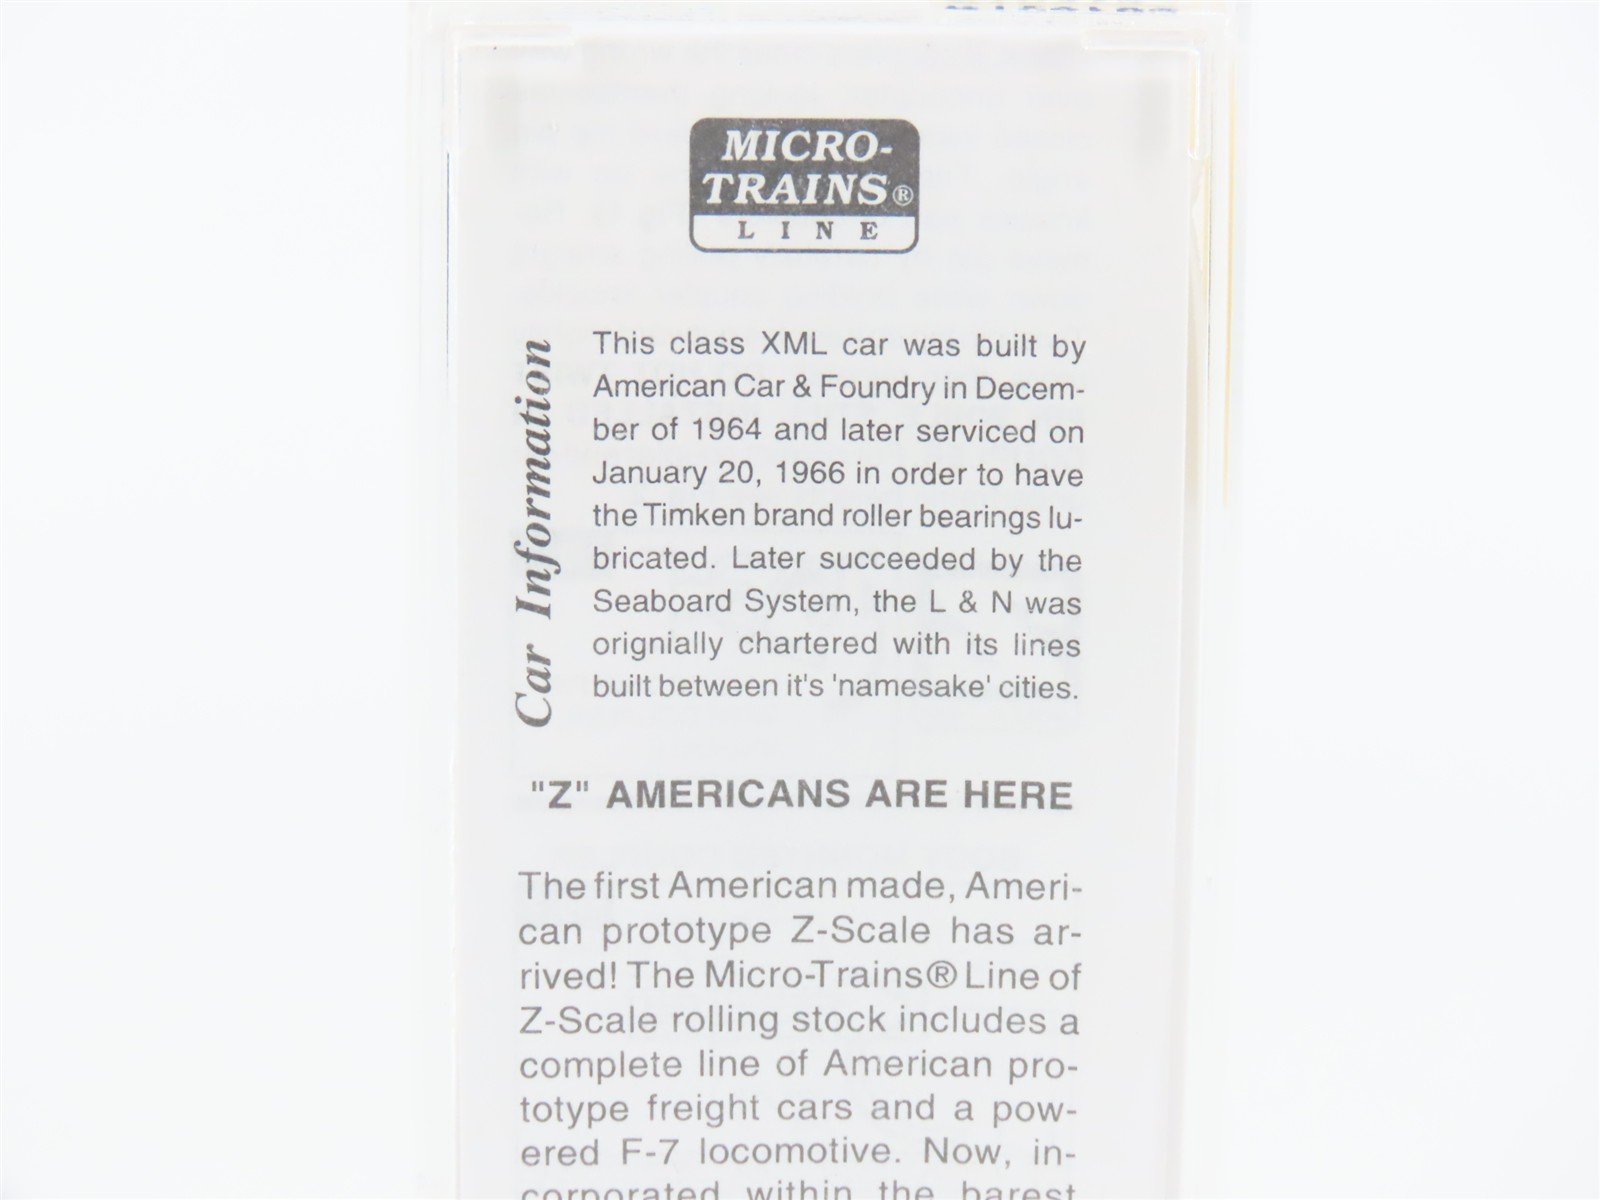 MICRO-
TRAINS®
LINE
Car Information
This class XML car was built by
American Car & Foundry in Decem-
ber of 1964 and later serviced on
January 20, 1966 in order to have
the Timken brand roller bearings lu-
bricated. Later succeeded by the
Seaboard System, the L & N was
orignially chartered with its lines
built between it's 'namesake' cities.
"Z" AMERICANS ARE HERE
The first American made, Ameri-
can prototype Z-Scale has ar-
rived! The Micro-Trains® Line of
Z-Scale rolling stock includes a
complete line of American pro-
totype freight cars and a pow-
ered F-7 locomotive. Now, in-
corporated within the barest